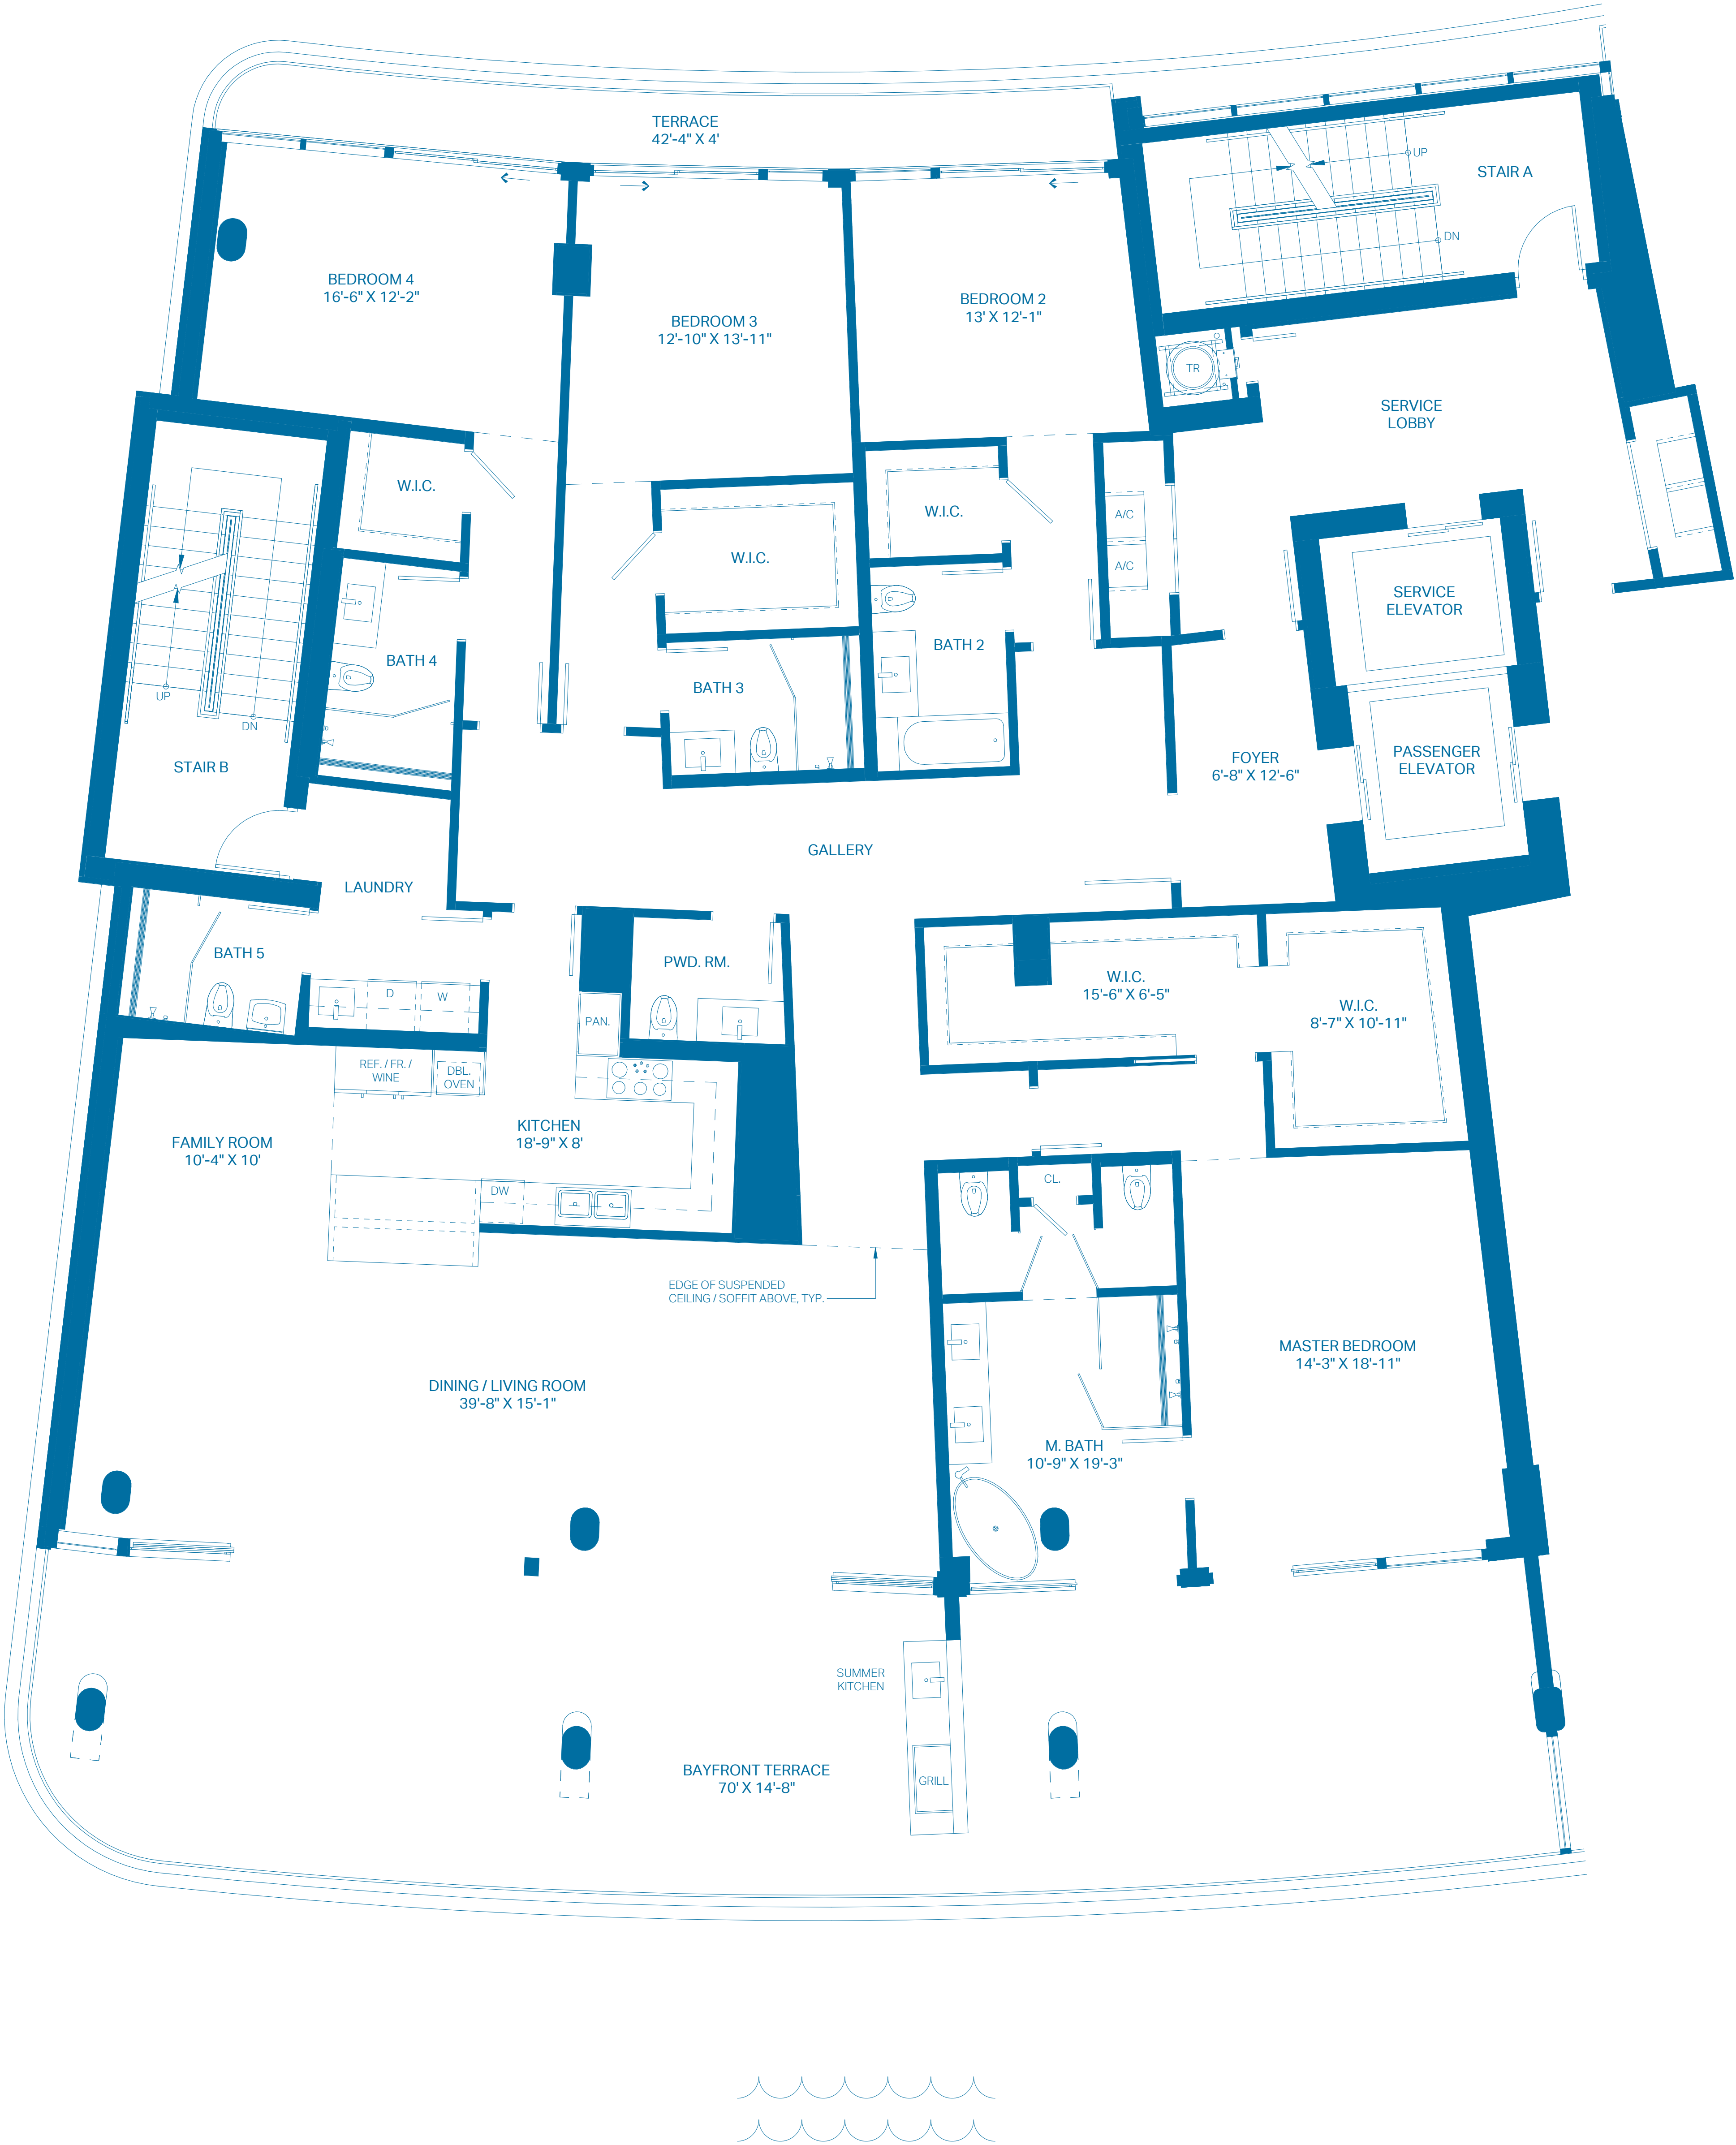 TERRACE
42'-4" X 4'
UP
STAIR A
DN
BEDROOM 4
16'-6" X 12'-2"
BEDROOM 3
12'-10" X 13'-11"
BEDROOM 2
13' X 12'-1"
TR
SERVICE
LOBBY
W.I.C.
W.I.C.
W.I.C.
A/C
A/C
SERVICE
ELEVATOR
BATH 4
BATH 3
BATH 2
UP
DN
STAIR B
FOYER
6'-8" X 12'-6"
PASSENGER
ELEVATOR
GALLERY
LAUNDRY
BATH 5
D
W
PAN.
PWD. RM.
W.I.C.
15'-6" X 6'-5"
W.I.C.
8'-7" X 10'-11"
REF. / FR. /
WINE
DBL.
OVEN
KITCHEN
18'-9" X 8'
FAMILY ROOM
10'-4" X 10'
DW
CL.
EDGE OF SUSPENDED
CEILING / SOFFIT ABOVE, TYP.
DINING / LIVING ROOM
39'-8" X 15'-1"
MASTER BEDROOM
14'-3" X 18'-11"
M. BATH
10'-9" X 19'-3"
SUMMER
KITCHEN
GRILL
BAYFRONT TERRACE
70' X 14'-8"